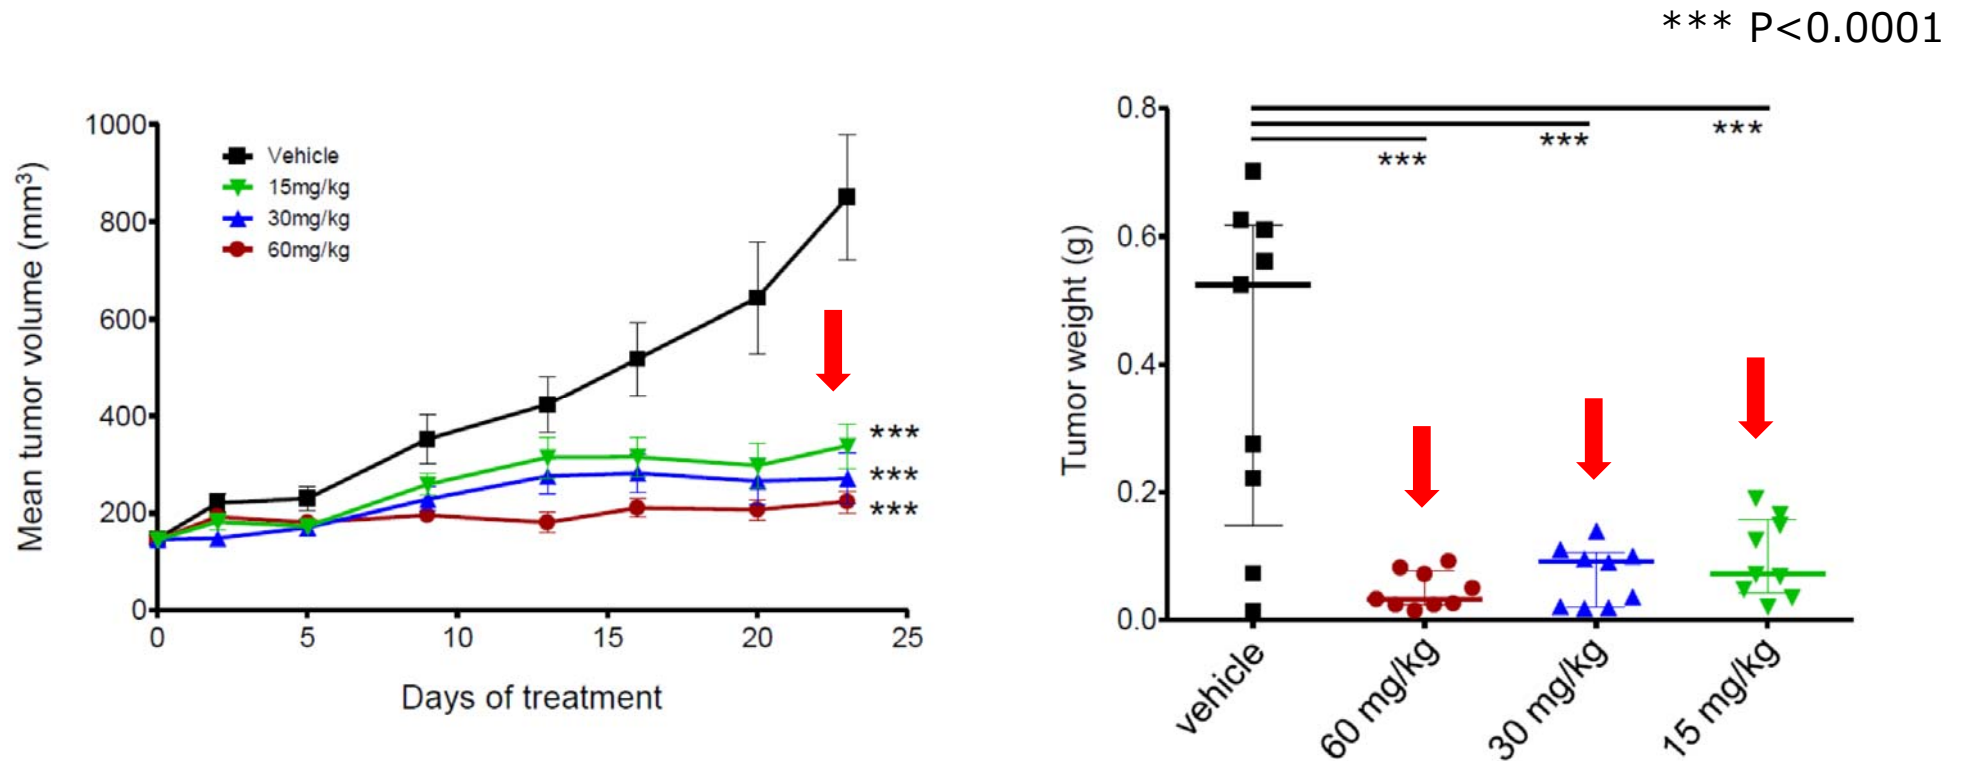 *** P<0.0001
Mean tumor volume (mm³)
1000
800
600
400
200
0
Vehicle
15mg/kg
30mg/kg
60mg/kg
***
***
***
0 5 10 15 20 25
Days of treatment
Tumor weight (g)
0.8
0.6
0.4
0.2
0.0
***
***
***
vehicle
60 mg/kg
30 mg/kg
15 mg/kg